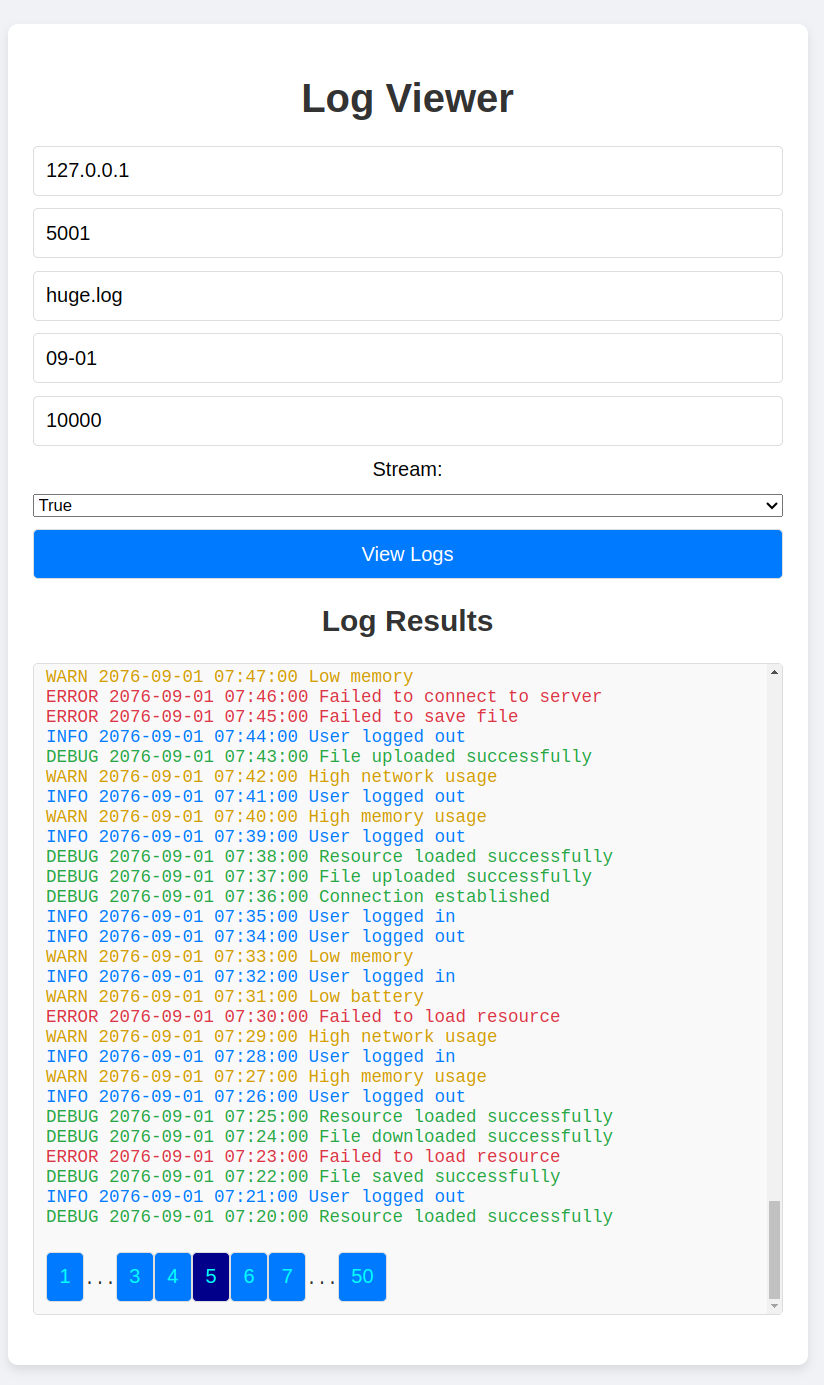 Log Viewer
127.0.0.1
5001
huge.log
09-01
10000
Stream:
True
View Logs
Log Results
WARN 2076-09-01 07:47:00 Low memory
ERROR 2076-09-01 07:46:00 Failed to connect to server
ERROR 2076-09-01 07:45:00 Failed to save file
INFO 2076-09-01 07:44:00 User logged out
DEBUG 2076-09-01 07:43:00 File uploaded successfully
WARN 2076-09-01 07:42:00 High network usage
INFO 2076-09-01 07:41:00 User logged out
WARN 2076-09-01 07:40:00 High memory usage
INFO 2076-09-01 07:39:00 User logged out
DEBUG 2076-09-01 07:38:00 Resource loaded successfully
DEBUG 2076-09-01 07:37:00 File uploaded successfully
DEBUG 2076-09-01 07:36:00 Connection established
INFO 2076-09-01 07:35:00 User logged in
INFO 2076-09-01 07:34:00 User logged out
WARN 2076-09-01 07:33:00 Low memory
INFO 2076-09-01 07:32:00 User logged in
WARN 2076-09-01 07:31:00 Low battery
ERROR 2076-09-01 07:30:00 Failed to load resource
WARN 2076-09-01 07:29:00 High network usage
INFO 2076-09-01 07:28:00 User logged in
WARN 2076-09-01 07:27:00 High memory usage
INFO 2076-09-01 07:26:00 User logged out
DEBUG 2076-09-01 07:25:00 Resource loaded successfully
DEBUG 2076-09-01 07:24:00 File downloaded successfully
ERROR 2076-09-01 07:23:00 Failed to load resource
DEBUG 2076-09-01 07:22:00 File saved successfully
INFO 2076-09-01 07:21:00 User logged out
DEBUG 2076-09-01 07:20:00 Resource loaded successfully
1 ... 3 4 5 6 7 ... 50